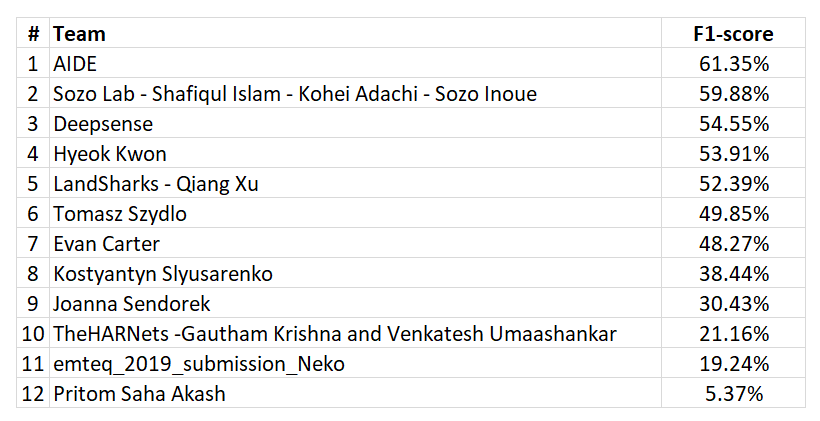 # Team F1-score
1 AIDE 61.35%
2 Sozo Lab - Shafiqul Islam - Kohei Adachi - Sozo Inoue 59.88%
3 Deepsense 54.55%
4 Hyeok Kwon 53.91%
5 LandSharks - Qiang Xu 52.39%
6 Tomasz Szydlo 49.85%
7 Evan Carter 48.27%
8 Kostyantyn Slyusarenko 38.44%
9 Joanna Sendorek 30.43%
10 TheHARNets -Gautham Krishna and Venkatesh Umaashankar 21.16%
11 emteq_2019_submission_Neko 19.24%
12 Pritom Saha Akash 5.37%